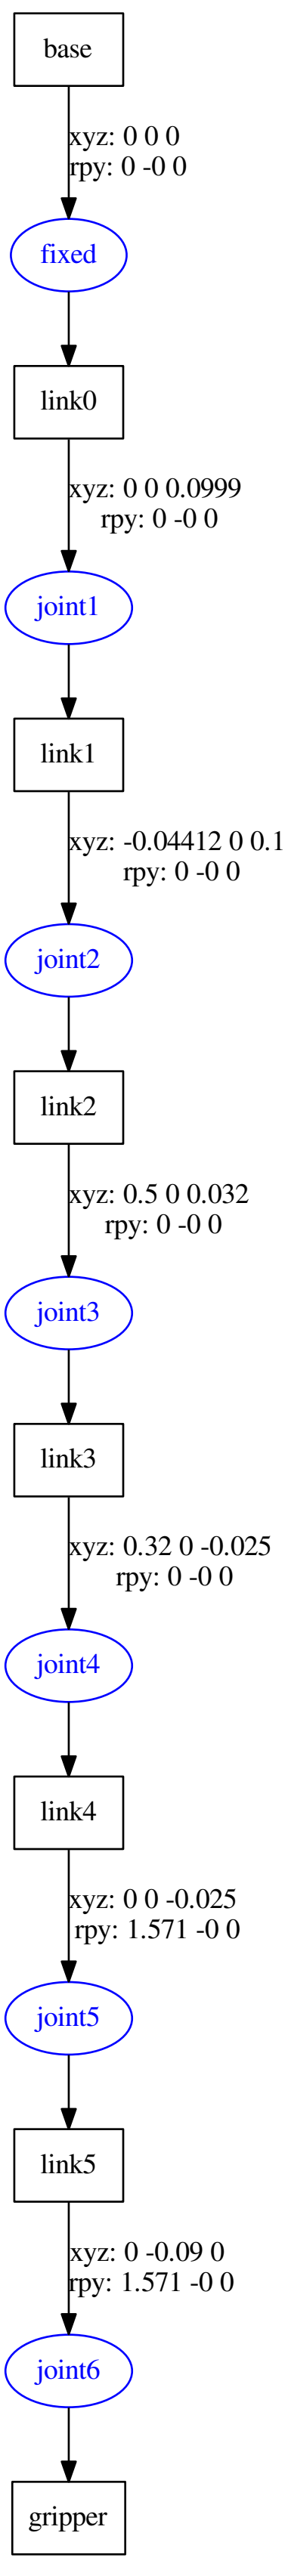 base
xyz: 0 0 0
rpy: 0 -0 0
fixed
link0
xyz: 0 0 0.0999
rpy: 0 -0 0
joint1
link1
xyz: -0.04412 0 0.1
rpy: 0 -0 0
joint2
link2
xyz: 0.5 0 0.032
rpy: 0 -0 0
joint3
link3
xyz: 0.32 0 -0.025
rpy: 0 -0 0
joint4
link4
xyz: 0 0 -0.025
rpy: 1.571 -0 0
joint5
link5
xyz: 0 -0.09 0
rpy: 1.571 -0 0
joint6
gripper